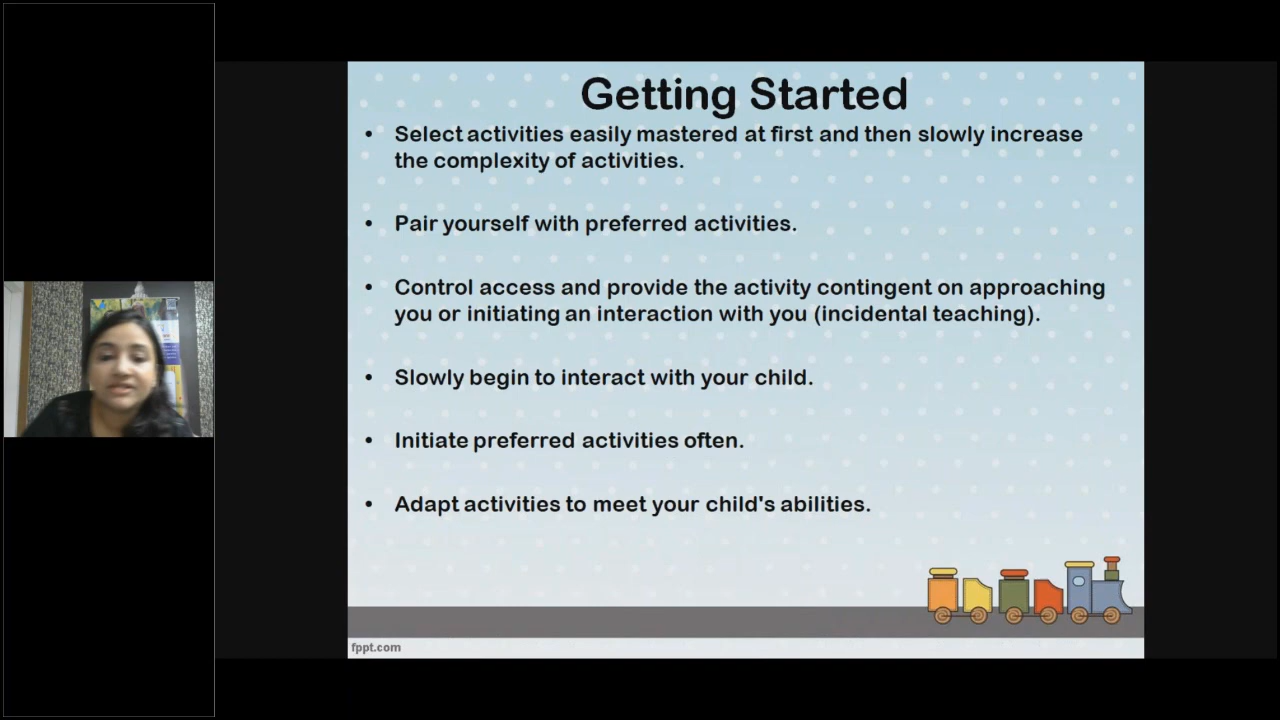 Getting Started
• Select activities easily mastered at first and then slowly increase
the complexity of activities.
• Pair yourself with preferred activities.
• Control access and provide the activity contingent on approaching
you or initiating an interaction with you (incidental teaching).
• Slowly begin to interact with your child.
• Initiate preferred activities often.
• Adapt activities to meet your child's abilities.
fppt.com